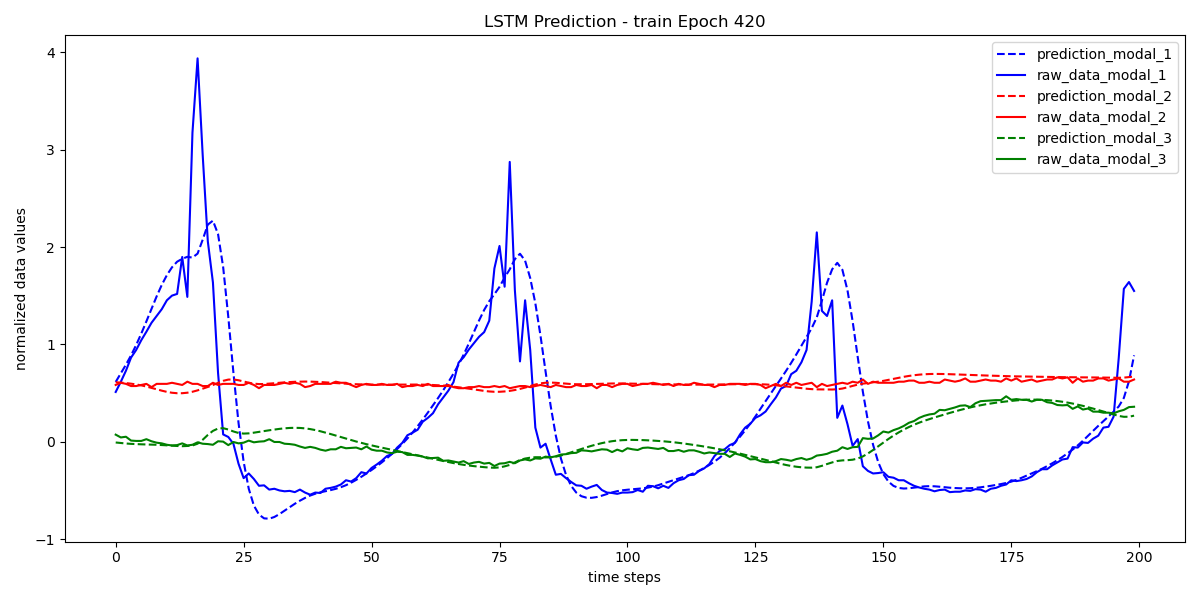 LSTM Prediction - train Epoch 420
normalized data values
4
3
2
1
0
−1
0 25 50 75 100 125 150 175 200
time steps
prediction_modal_1
raw_data_modal_1
prediction_modal_2
raw_data_modal_2
prediction_modal_3
raw_data_modal_3